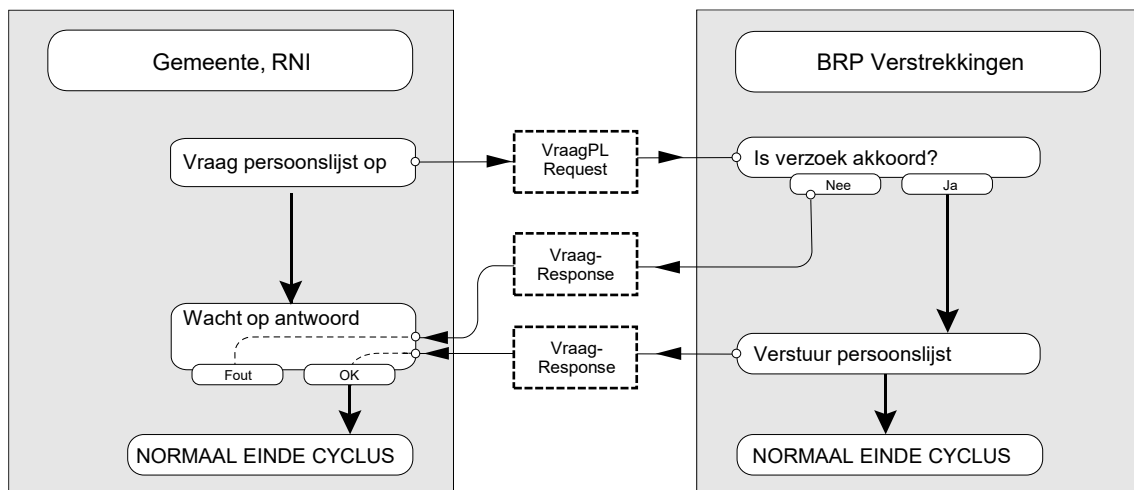 Gemeente, RNI
BRP Verstrekkingen
Vraag persoonslijst op
VraagPL
Request
Is verzoek akkoord?
Nee
Ja
Vraag-
Response
Wacht op antwoord
Fout
OK
Vraag-
Response
Verstuur persoonslijst
NORMAAL EINDE CYCLUS
NORMAAL EINDE CYCLUS